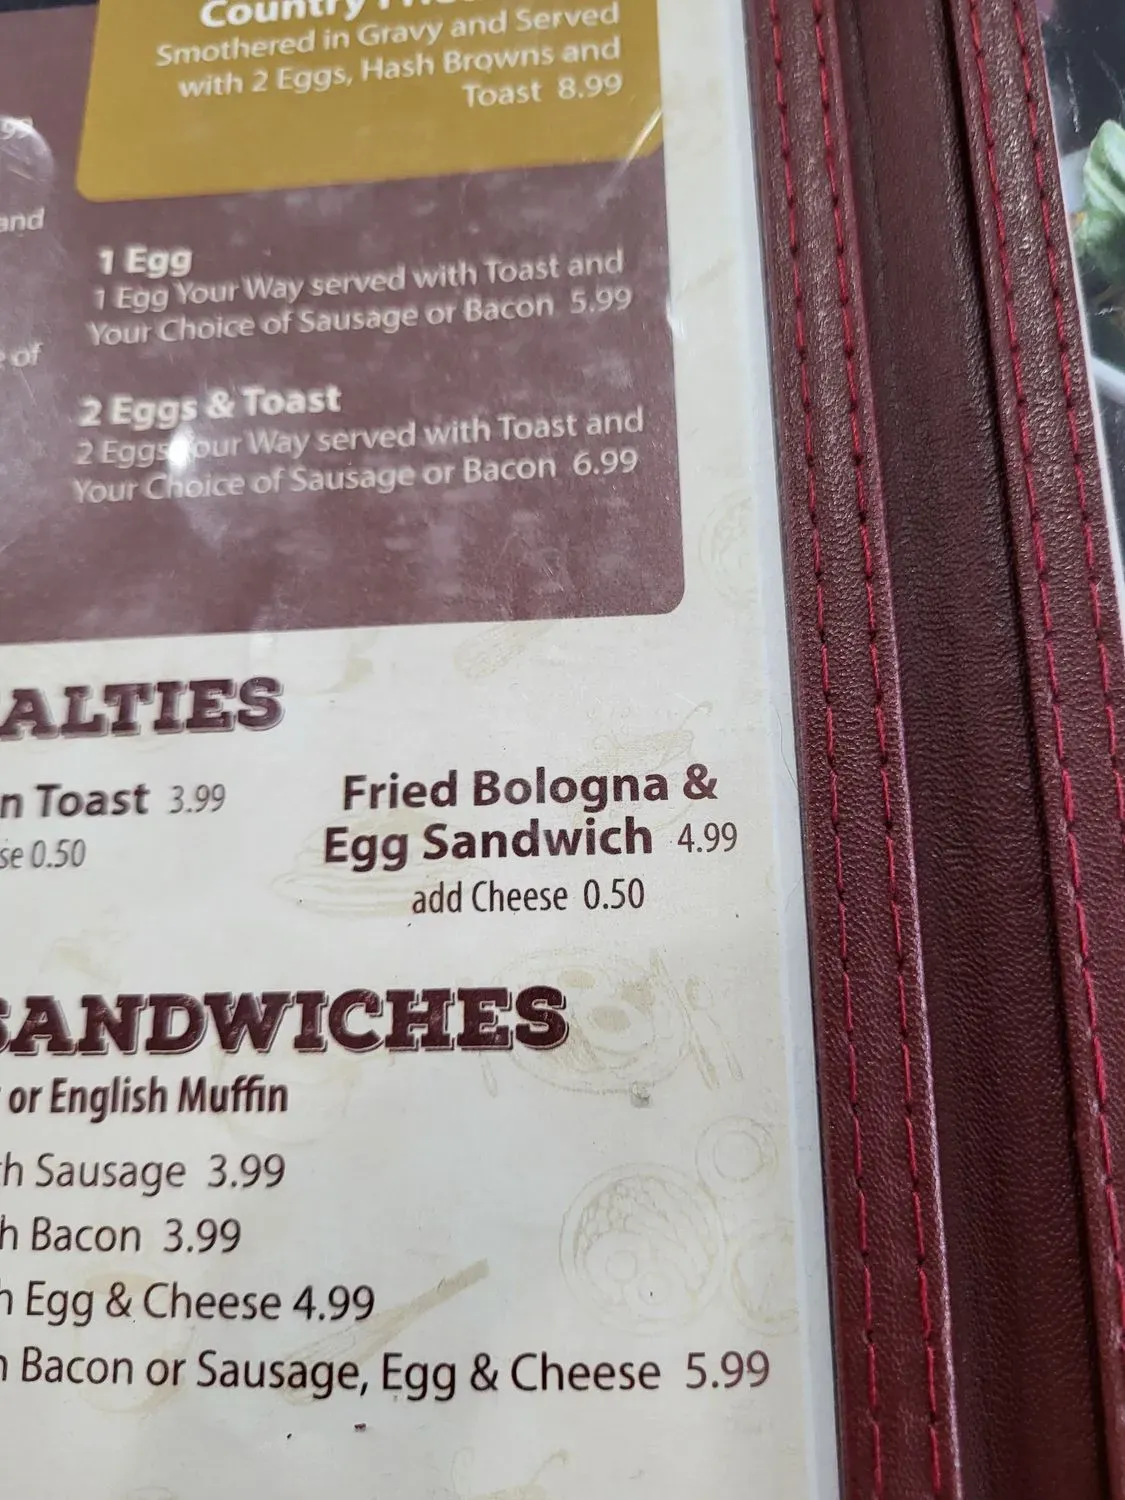 Country
Smothered in Gravy and Served
with 2 Eggs, Hash Browns and
Toast 8.99
and
1 Egg
1 Egg Your Way served with Toast and
Your Choice of Sausage or Bacon 5.99
of
2 Eggs & Toast
2 Eggs Your Way served with Toast and
Your Choice of Sausage or Bacon 6.99
ALTIES
n Toast 3.99
se 0.50
Fried Bologna &
Egg Sandwich 4.99
add Cheese 0.50
SANDWICHES
or English Muffin
th Sausage 3.99
h Bacon 3.99
h Egg & Cheese 4.99
n Bacon or Sausage, Egg & Cheese 5.99